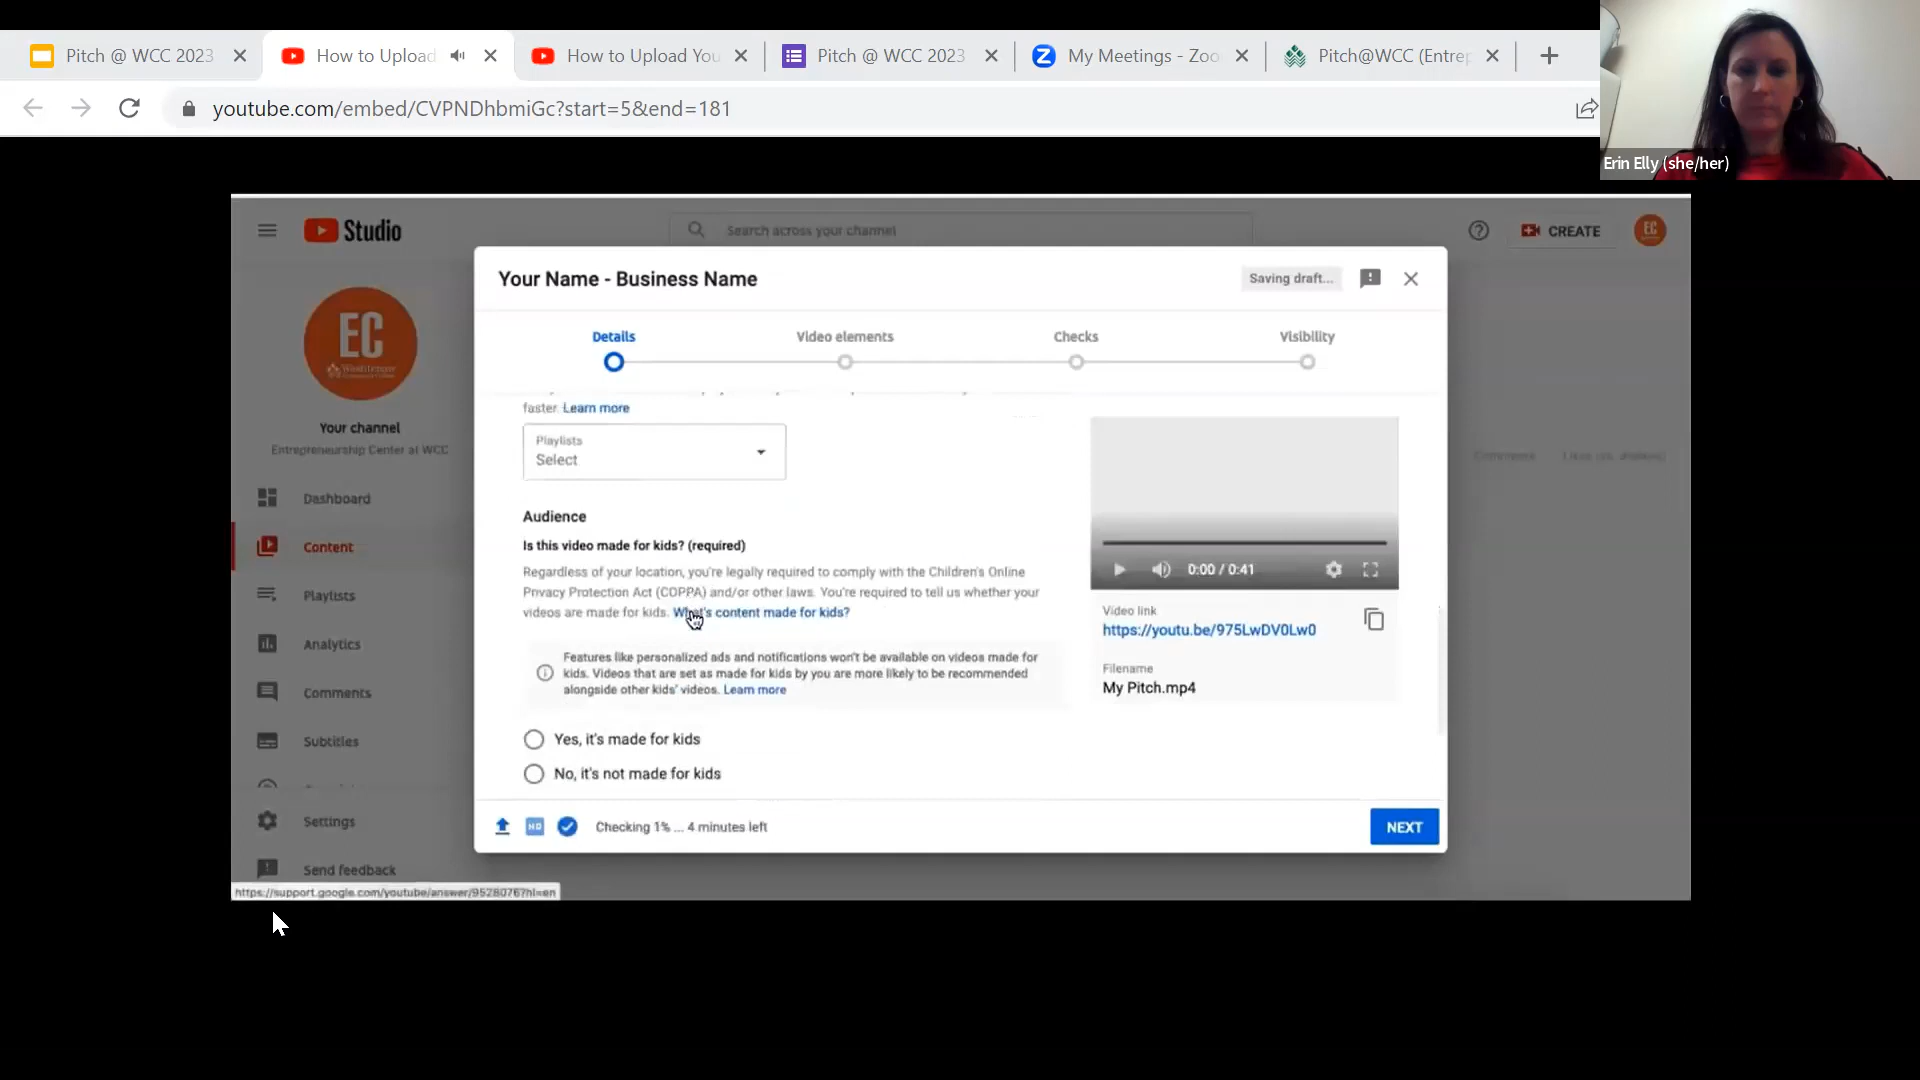 Pitch @ WCC 2023
How to Upload
How to Upload You
Pitch @ WCC 2023
My Meetings - Zoo
Pitch@WCC (Entrep
youtube.com/embed/CVPNDhbmiGc?start=5&end=181
Erin Elly (she/her)
Studio
Search across your channel
CREATE
EC
Your Name - Business Name
Saving draft...
Details
Video elements
Checks
Visibility
EC
Your channel
Entrepreneurship Center at WCC
Dashboard
Content
Playlists
Analytics
Comments
Subtitles
Settings
Send feedback
faster. Learn more
Playlists
Select
Audience
Is this video made for kids? (required)
Regardless of your location, you're legally required to comply with the Children's Online
Privacy Protection Act (COPPA) and/or other laws. You're required to tell us whether your
videos are made for kids. What's content made for kids?
Features like personalized ads and notifications won't be available on videos made for
kids. Videos that are set as made for kids by you are more likely to be recommended
alongside other kids' videos. Learn more
Yes, it's made for kids
No, it's not made for kids
0:00 / 0:41
Video link
https://youtu.be/975LwDV0Lw0
Filename
My Pitch.mp4
Comments
HD
Checking 1% ... 4 minutes left
NEXT
https://support.google.com/youtube/answer/9528076?hl=en